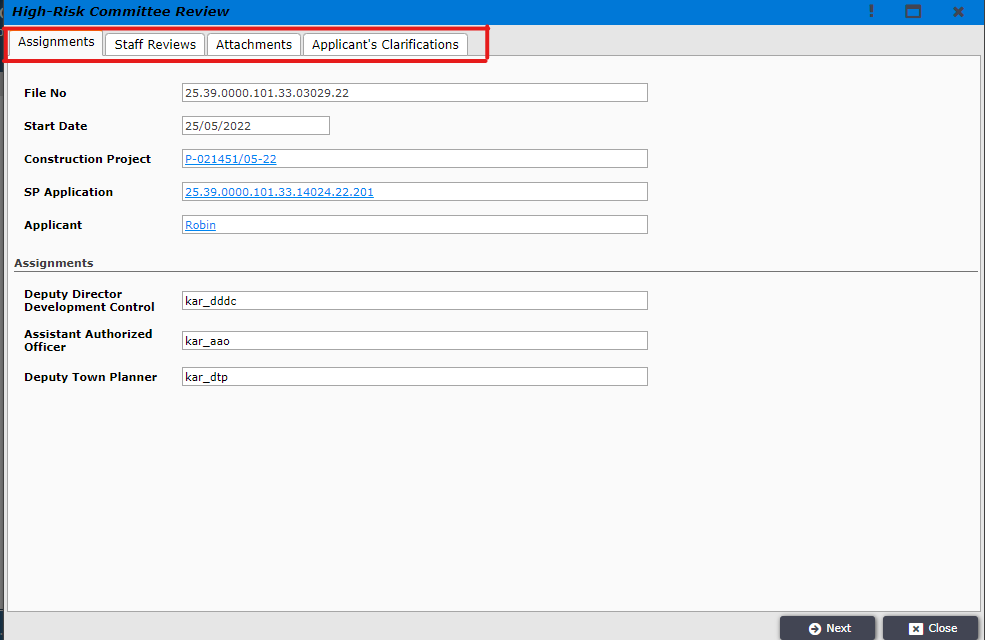 High-Risk Committee Review
Assignments Staff Reviews Attachments Applicant's Clarifications
File No 25.39.0000.101.33.03029.22
Start Date 25/05/2022
Construction Project P-021451/05-22
SP Application 25.39.0000.101.33.14024.22.201
Applicant Robin
Assignments
Deputy Director
Development Control kar_dddc
Assistant Authorized
Officer kar_aao
Deputy Town Planner kar_dtp
Next Close